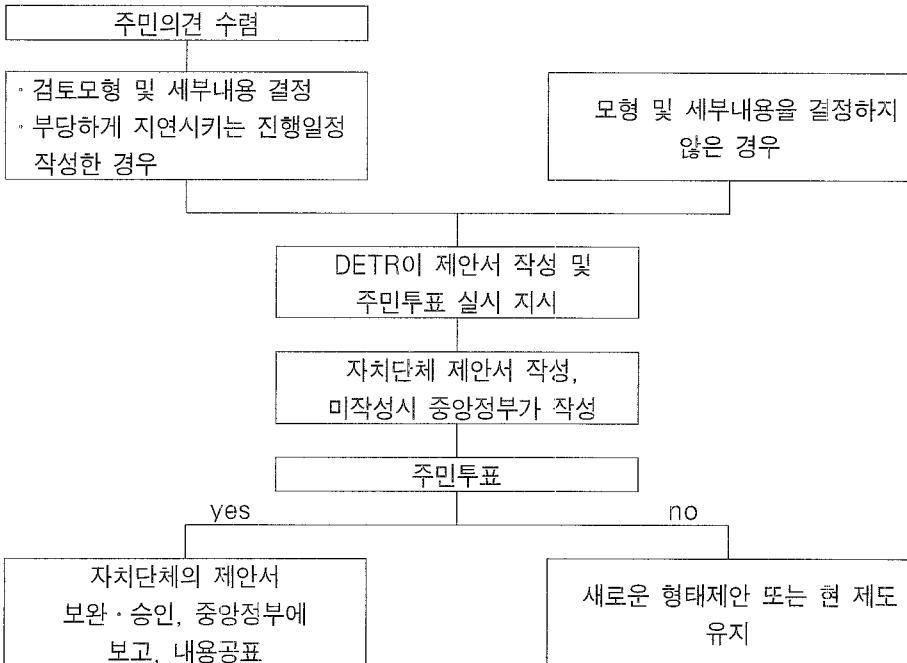 주민의견 수렴
· 검토모형 및 세부내용 결정
· 부당하게 지연시키는 진행일정
작성한 경우
모형 및 세부내용을 결정하지
않은 경우
DETR이 제안서 작성 및
주민투표 실시 지시
자치단체 제안서 작성,
미작성시 중앙정부가 작성
주민투표
yes
no
자치단체의 제안서
보완 · 승인, 중앙정부에
보고, 내용공표
새로운 형태제안 또는 현 제도
유지